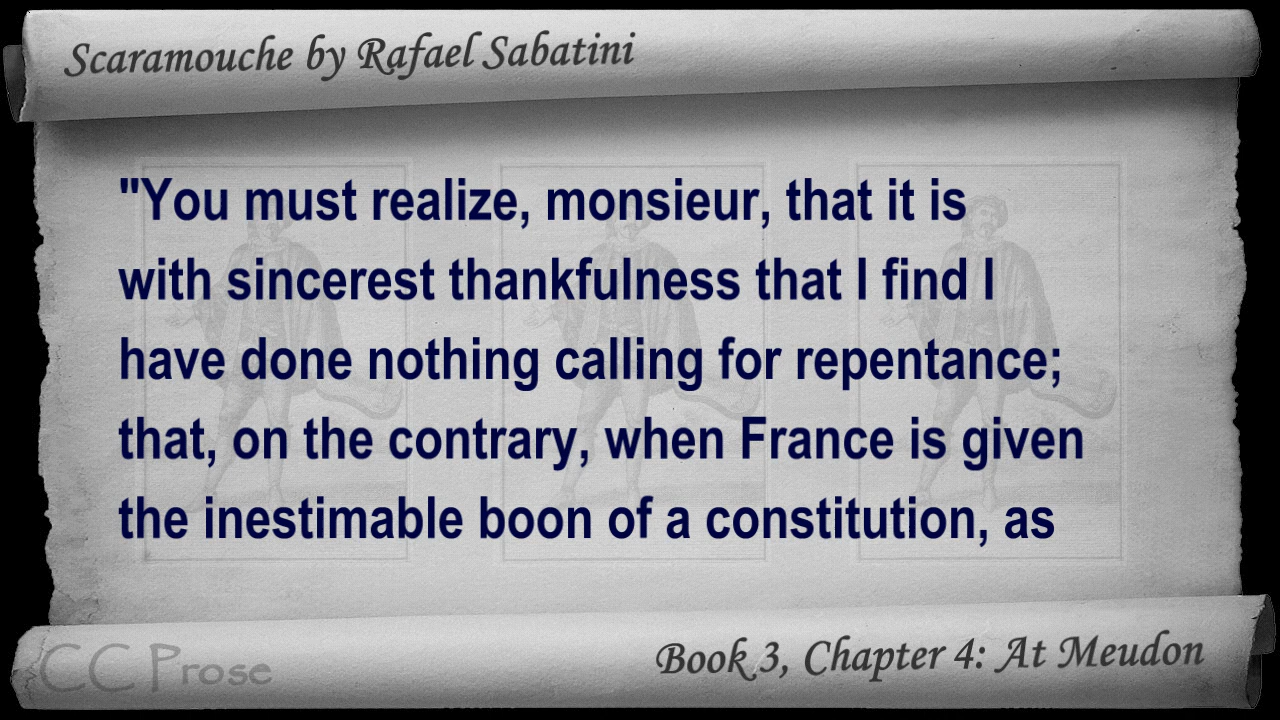 Scaramouche by Rafael Sabatini
"You must realize, monsieur, that it is
with sincerest thankfulness that I find I
have done nothing calling for repentance;
that, on the contrary, when France is given
the inestimable boon of a constitution, as
CC Prose
Book 3, Chapter 4: At Meudon